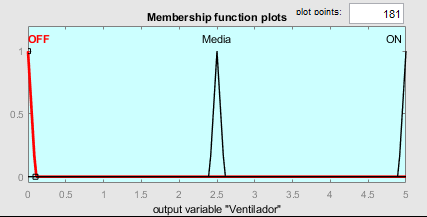 Membership function plots
plot points:
181
OFF
Media
ON
1
0.5
0
0
0.5
1
1.5
2
2.5
3
3.5
4
4.5
5
output variable "Ventilador"